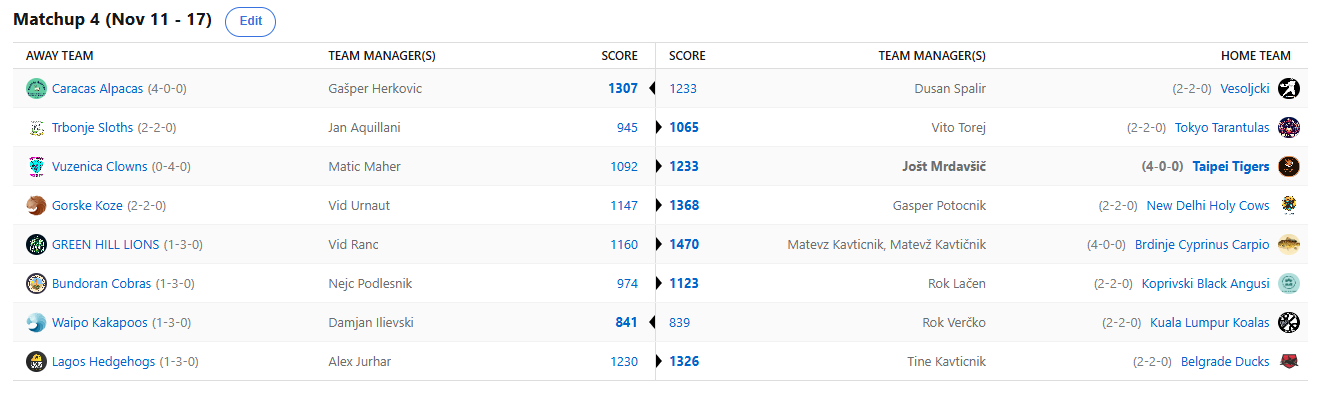 Matchup 4 (Nov 11 - 17) Edit
AWAY TEAM TEAM MANAGER(S) SCORE SCORE TEAM MANAGER(S) HOME TEAM
Caracas Alpacas (4-0-0) Gašper Herkovic 1307 1233 Dusan Spalir (2-2-0) Vesoljcki
Trbonje Sloths (2-2-0) Jan Aquillani 945 1065 Vito Torej (2-2-0) Tokyo Tarantulas
Vuzenica Clowns (0-4-0) Matic Maher 1092 1233 Jošt Mrdavšič (4-0-0) Taipei Tigers
Gorske Koze (2-2-0) Vid Urnaut 1147 1368 Gasper Potocnik (2-2-0) New Delhi Holy Cows
GREEN HILL LIONS (1-3-0) Vid Ranc 1160 1470 Matevz Kavticnik, Matevž Kavtičnik (4-0-0) Brdinje Cyprinus Carpio
Bundoran Cobras (1-3-0) Nejc Podlesnik 974 1123 Rok Lačen (2-2-0) Koprivski Black Angusi
Waipo Kakapoos (1-3-0) Damjan Ilievski 841 839 Rok Verčko (2-2-0) Kuala Lumpur Koalas
Lagos Hedgehogs (1-3-0) Alex Jurhar 1230 1326 Tine Kavticnik (2-2-0) Belgrade Ducks